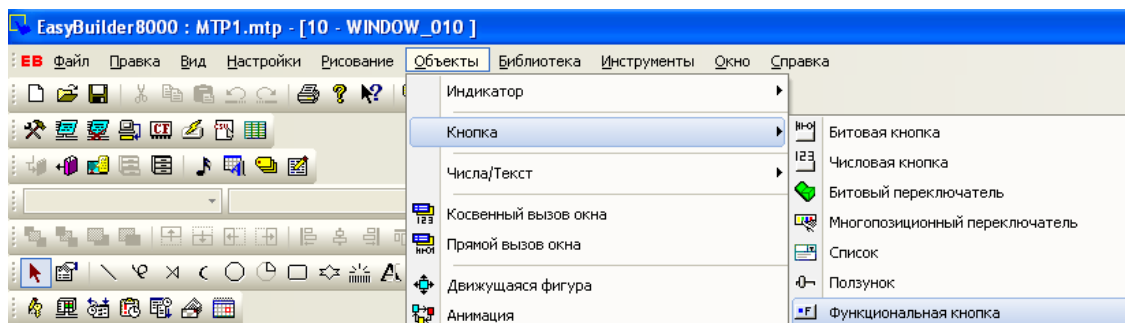 EasyBuilder8000 : MTP1.mtp - [10 - WINDOW_010 ]
EB Файл Правка Вид Настройки Рисование Объекты Библиотека Инструменты Окно Справка
Индикатор
Кнопка
Числа/Текст
Косвенный вызов окна
Прямой вызов окна
Движущаяся фигура
Анимация
Битовая кнопка
Числовая кнопка
Битовый переключатель
Многопозиционный переключатель
Список
Ползунок
Функциональная кнопка